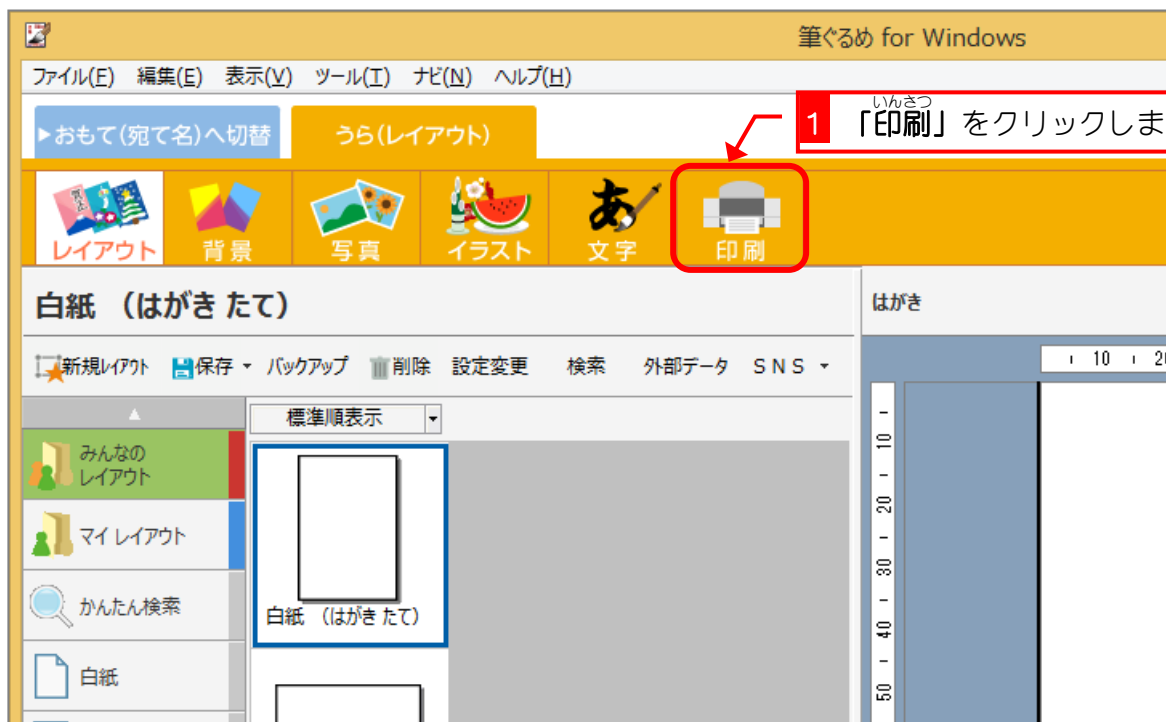 筆ぐるめ for Windows
ファイル(F) 編集(E) 表示(V) ツール(T) ナビ(N) ヘルプ(H)
▶おもて(宛て名)へ切替 うら(レイアウト)
いんさつ
1 「印刷」をクリックしま
レイアウト 背景 写真 イラスト あ 文字 印刷
白紙 (はがき たて)
はがき
新規レイアウト 保存 バックアップ 削除 設定変更 検索 外部データ SNS
10 20
標準順表示
みんなの
レイアウト
マイ レイアウト
かんたん検索
白紙
白紙 (はがき たて)
10
20
30
40
50